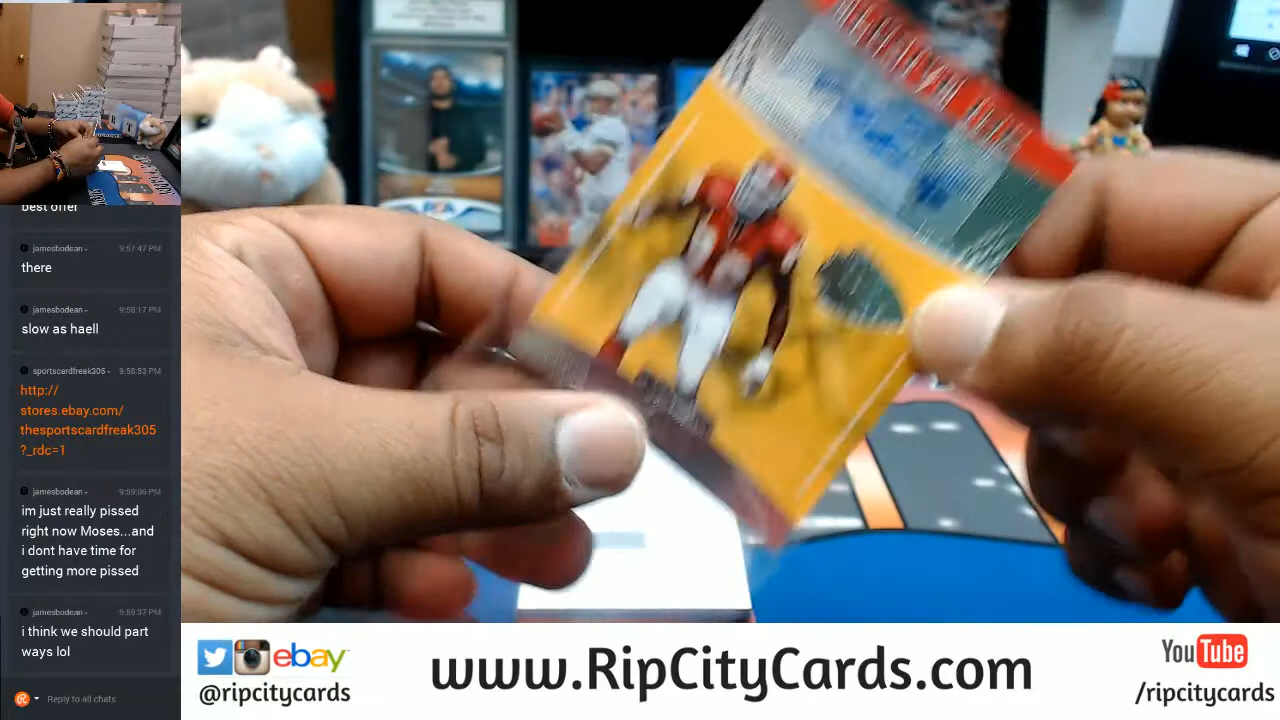 best offer
jamesbodean - 9:57:47 PM
there
jamesbodean - 9:58:17 PM
slow as haell
sportscardfreak305 - 9:58:53 PM
http://
stores.ebay.com/
thesportscardfreak305
?_rdc=1
jamesbodean - 9:59:06 PM
im just really pissed
right now Moses...and
i dont have time for
getting more pissed
jamesbodean - 9:59:37 PM
i think we should part
ways lol
Reply to all chats
ebay
@ripcitycards
www.RipCityCards.com
YouTube
/ripcitycards